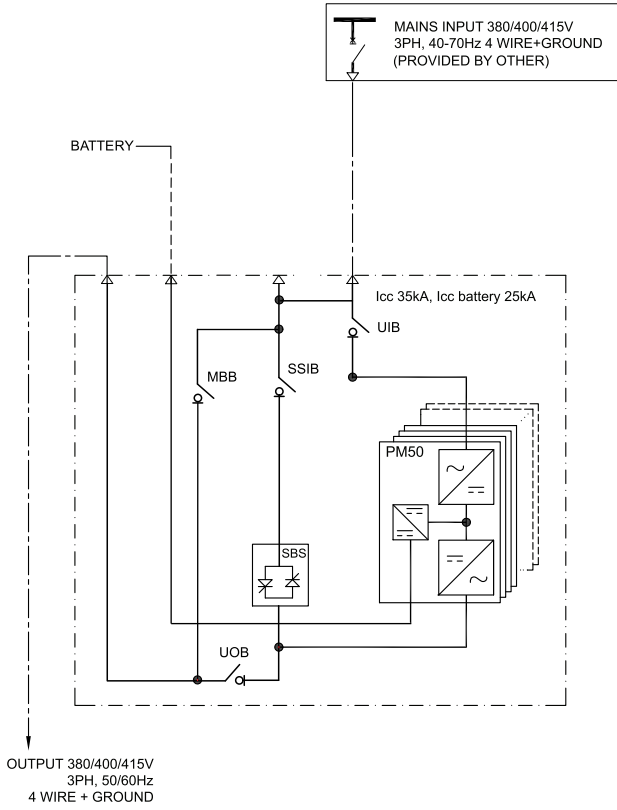 MAINS INPUT 380/400/415V
3PH, 40-70Hz 4 WIRE+GROUND
(PROVIDED BY OTHER)
BATTERY
Icc 35kA, Icc battery 25kA
UIB
MBB
SSIB
PM50
SBS
UOB
OUTPUT 380/400/415V
3PH, 50/60Hz
4 WIRE + GROUND